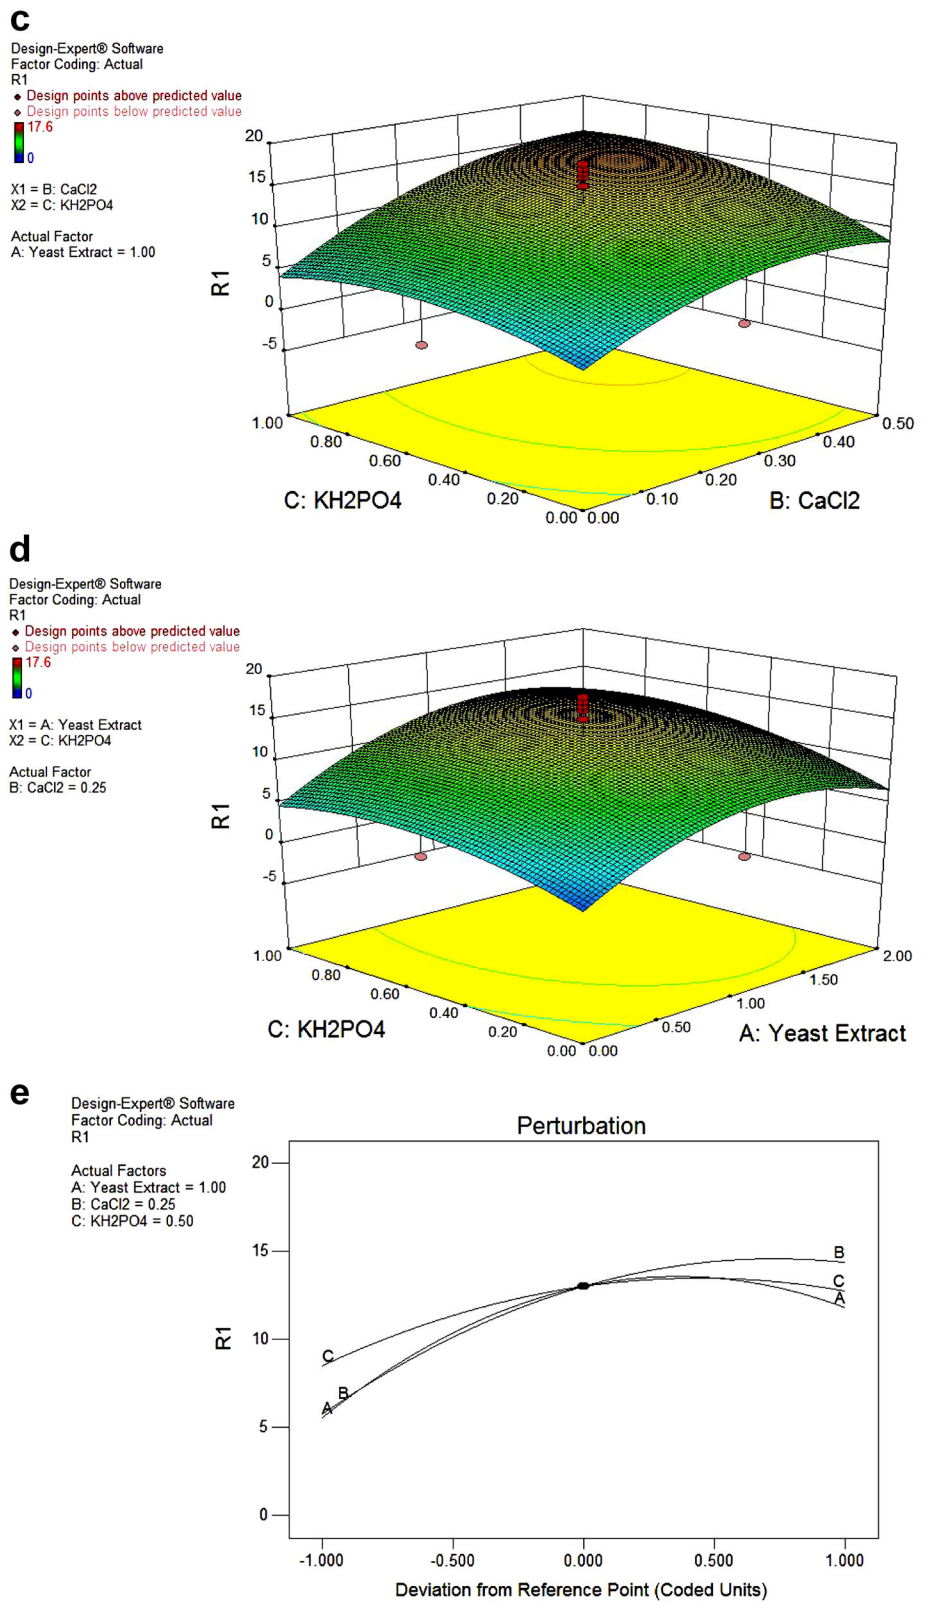 c
Design-Expert® Software
Factor Coding: Actual
R1
Design points above predicted value
Design points below predicted value
17.6
0
X1 = B: CaCl2
X2 = C: KH2PO4
Actual Factor
A: Yeast Extract = 1.00
20
15
10
5
0
-5
R1
1.00
0.80
0.60
0.40
0.20
0.00
0.00
0.10
0.20
0.30
0.40
0.50
C: KH2PO4
B: CaCl2
d
Design-Expert® Software
Factor Coding: Actual
R1
Design points above predicted value
Design points below predicted value
17.6
0
X1 = A: Yeast Extract
X2 = C: KH2PO4
Actual Factor
B: CaCl2 = 0.25
20
15
10
5
0
-5
R1
1.00
0.80
0.60
0.40
0.20
0.00
0.00
0.50
1.00
1.50
2.00
C: KH2PO4
A: Yeast Extract
e
Design-Expert® Software
Factor Coding: Actual
R1
Actual Factors
A: Yeast Extract = 1.00
B: CaCl2 = 0.25
C: KH2PO4 = 0.50
Perturbation
20
15
10
5
0
R1
C
B
A
B
C
A
-1.000
-0.500
0.000
0.500
1.000
Deviation from Reference Point (Coded Units)